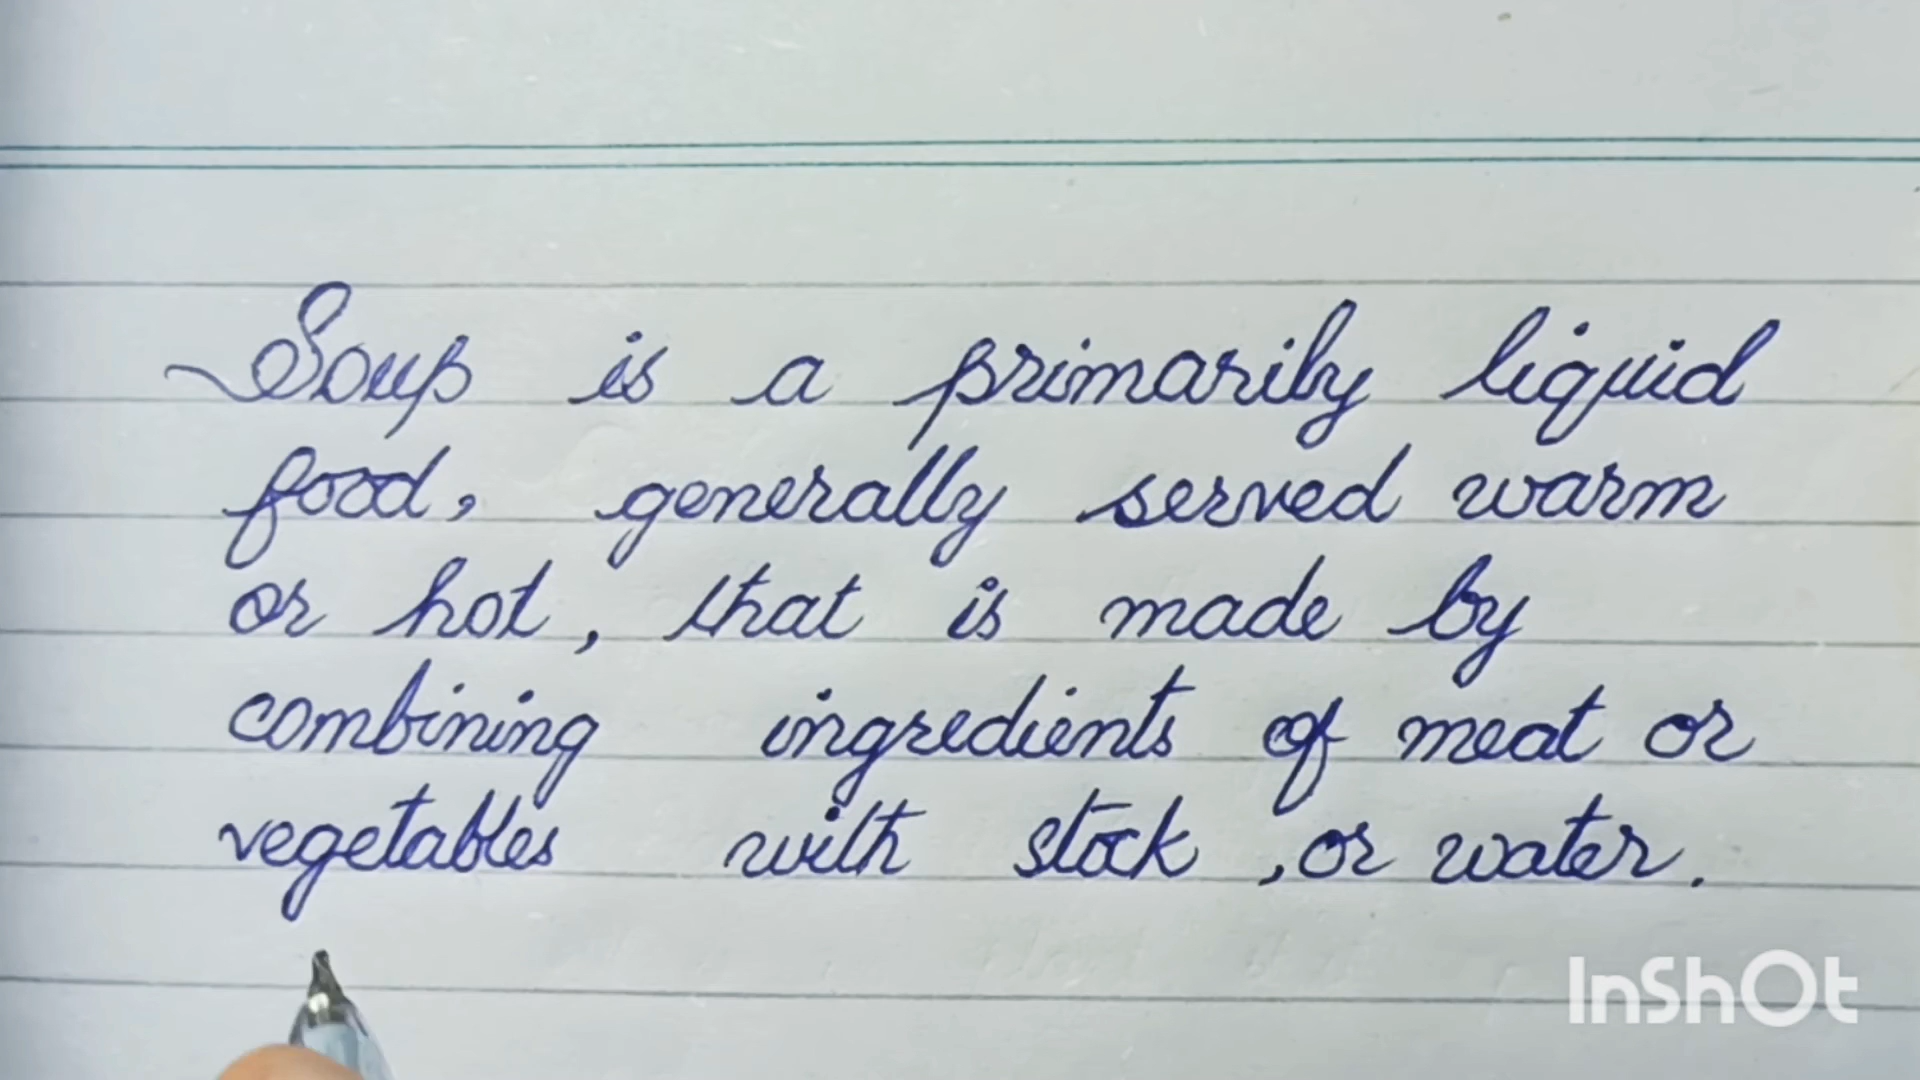 Soup is a primarily liquid
food, generally served warm
or hot, that is made by
combining ingredients of meat or
vegetables with stock , or water.
InShOt